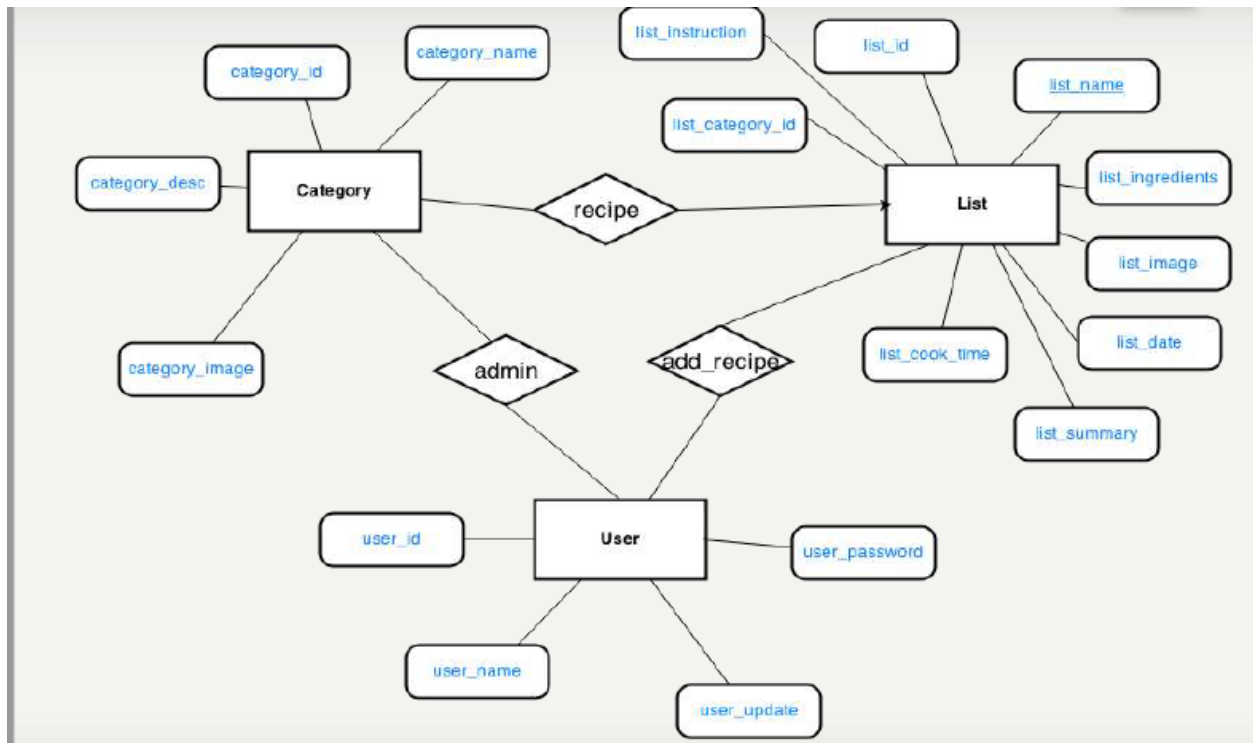 list_instruction
list_id
category_name
category_id
list_name
list_category_id
category_desc
Category
recipe
List
list_ingredients
list_image
list_date
list_cook_time
category_image
admin
add_recipe
list_summary
user_id
User
user_password
user_name
user_update